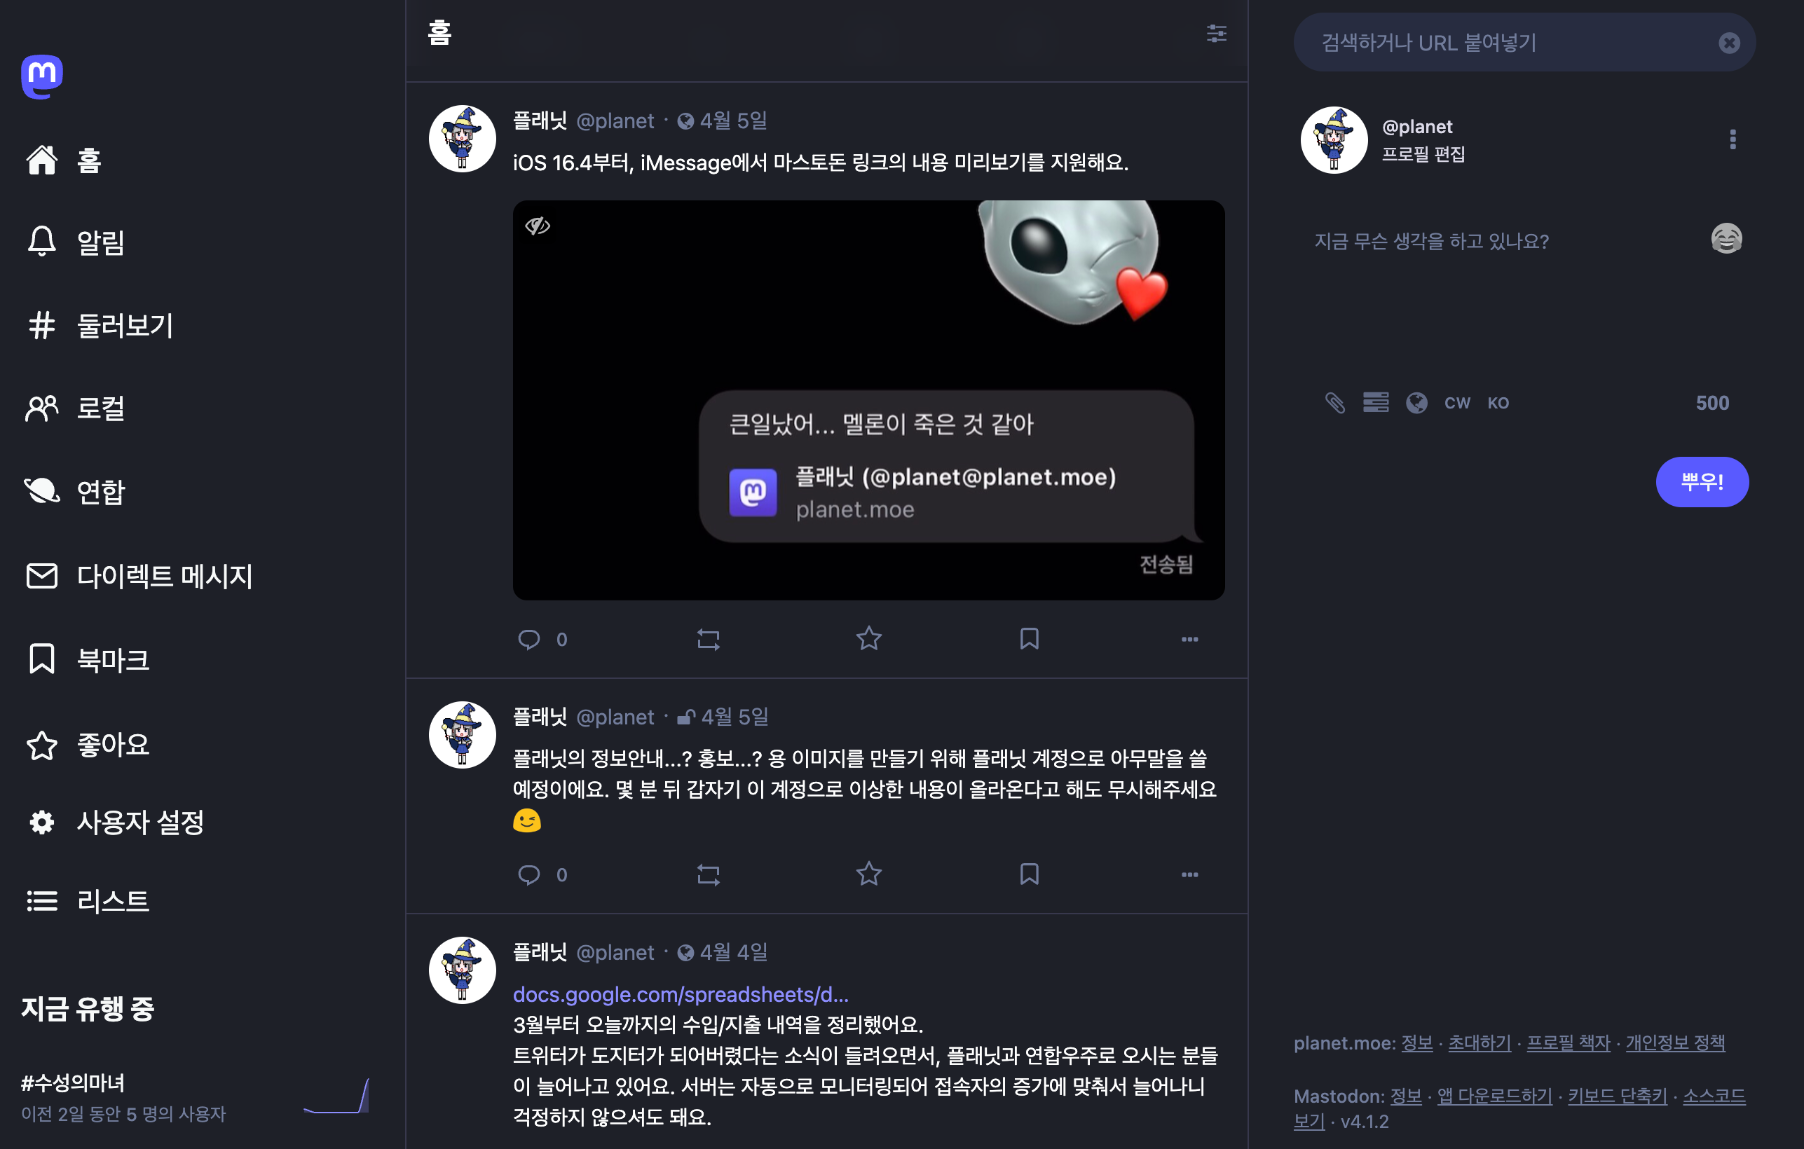 홈
알림
둘러보기
로컬
연합
다이렉트 메시지
북마크
좋아요
사용자 설정
리스트
지금 유행 중
#수성의마녀
이전 2일 동안 5 명의 사용자
홈
플래닛 @planet · 4월 5일
iOS 16.4부터, iMessage에서 마스토돈 링크의 내용 미리보기를 지원해요.
큰일났어... 멜론이 죽은 것 같아
플래닛 (@planet@planet.moe)
planet.moe
전송됨
0
플래닛 @planet · 4월 5일
플래닛의 정보안내...? 홍보...? 용 이미지를 만들기 위해 플래닛 계정으로 아무말을 쓸
예정이에요. 몇 분 뒤 갑자기 이 계정으로 이상한 내용이 올라온다고 해도 무시해주세요
😉
0
플래닛 @planet · 4월 4일
docs.google.com/spreadsheets/d...
3월부터 오늘까지의 수입/지출 내역을 정리했어요.
트위터가 도지터가 되어버렸다는 소식이 들려오면서, 플래닛과 연합우주로 오시는 분들
이 늘어나고 있어요. 서버는 자동으로 모니터링되어 접속자의 증가에 맞춰서 늘어나니
걱정하지 않으셔도 돼요.
검색하거나 URL 붙여넣기
@planet
프로필 편집
지금 무슨 생각을 하고 있나요?
CW KO 500
뿌우!
planet.moe: 정보 · 초대하기 · 프로필 책자 · 개인정보 정책
Mastodon: 정보 · 앱 다운로드하기 · 키보드 단축키 · 소스코드
보기 · v4.1.2